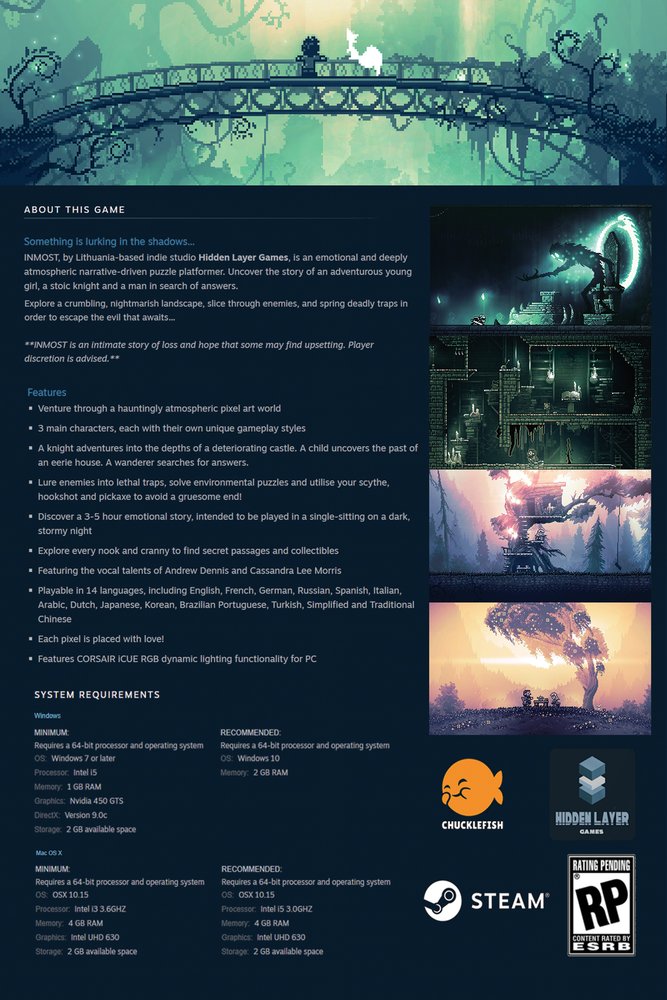 ABOUT THIS GAME
Something is lurking in the shadows...
INMOST, by Lithuania-based indie studio Hidden Layer Games, is an emotional and deeply
atmospheric narrative-driven puzzle platformer. Uncover the story of an adventurous young
girl, a stoic knight and a man in search of answers.
Explore a crumbling, nightmarish landscape, slice through enemies, and spring deadly traps in
order to escape the evil that awaits...
**INMOST is an intimate story of loss and hope that some may find upsetting. Player
discretion is advised.**
Features
▪ Venture through a hauntingly atmospheric pixel art world
▪ 3 main characters, each with their own unique gameplay styles
▪ A knight adventures into the depths of a deteriorating castle. A child uncovers the past of
an eerie house. A wanderer searches for answers.
▪ Lure enemies into lethal traps, solve environmental puzzles and utilise your scythe,
hookshot and pickaxe to avoid a gruesome end!
▪ Discover a 3-5 hour emotional story, intended to be played in a single-sitting on a dark,
stormy night
▪ Explore every nook and cranny to find secret passages and collectibles
▪ Featuring the vocal talents of Andrew Dennis and Cassandra Lee Morris
▪ Playable in 14 languages, including English, French, German, Russian, Spanish, Italian,
Arabic, Dutch, Japanese, Korean, Brazilian Portuguese, Turkish, Simplified and Traditional
Chinese
▪ Each pixel is placed with love!
▪ Features CORSAIR iCUE RGB dynamic lighting functionality for PC
SYSTEM REQUIREMENTS
Windows
MINIMUM:
Requires a 64-bit processor and operating system
OS: Windows 7 or later
Processor: Intel i5
Memory: 1 GB RAM
Graphics: Nvidia 450 GTS
DirectX: Version 9.0c
Storage: 2 GB available space
RECOMMENDED:
Requires a 64-bit processor and operating system
OS: Windows 10
Memory: 2 GB RAM
Mac OS X
MINIMUM:
Requires a 64-bit processor and operating system
OS: OSX 10.15
Processor: Intel i3 3.6GHZ
Memory: 4 GB RAM
Graphics: Intel UHD 630
Storage: 2 GB available space
RECOMMENDED:
Requires a 64-bit processor and operating system
OS: OSX 10.15
Processor: Intel i5 3.0GHZ
Memory: 4 GB RAM
Graphics: Intel UHD 630
Storage: 2 GB available space
CHUCKLEFISH
HIDDEN LAYER
GAMES
STEAM®
RATING PENDING
RP
®
CONTENT RATED BY
ESRB